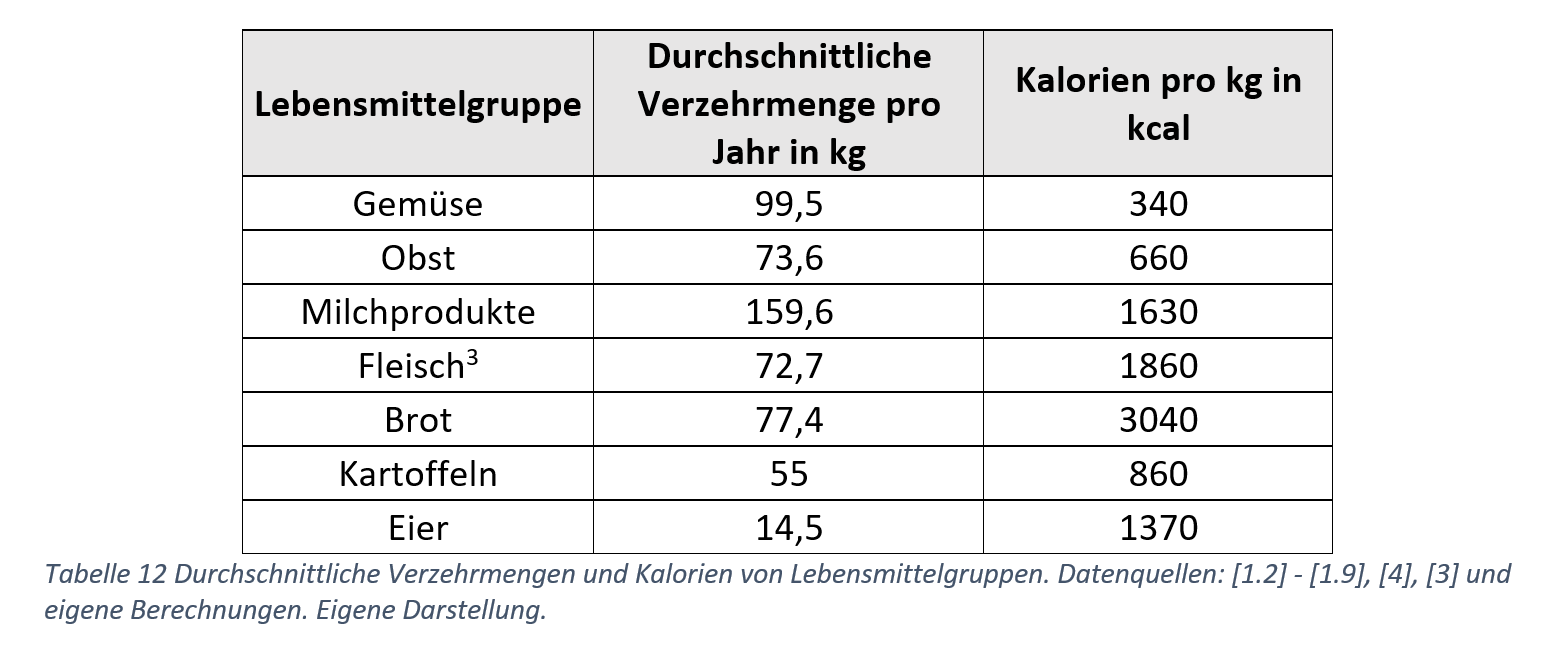 Lebensmittelgruppe
Durchschnittliche
Verzehrmenge pro
Jahr in kg
Kalorien pro kg in
kcal
Gemüse 99,5 340
Obst 73,6 660
Milchprodukte 159,6 1630
Fleisch³ 72,7 1860
Brot 77,4 3040
Kartoffeln 55 860
Eier 14,5 1370
Tabelle 12 Durchschnittliche Verzehrmengen und Kalorien von Lebensmittelgruppen. Datenquellen: [1.2] - [1.9], [4], [3] und
eigene Berechnungen. Eigene Darstellung.